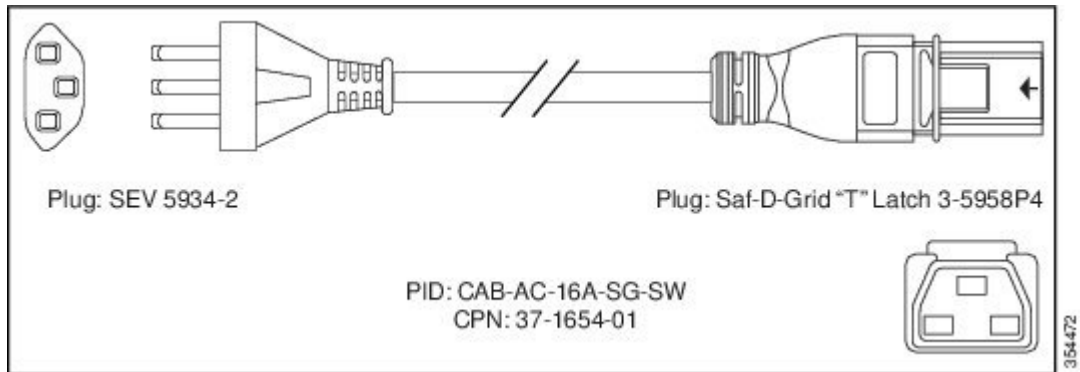 Plug: SEV 5934-2
Plug: Saf-D-Grid “T” Latch 3-5958P4
PID: CAB-AC-16A-SG-SW
CPN: 37-1654-01
354472